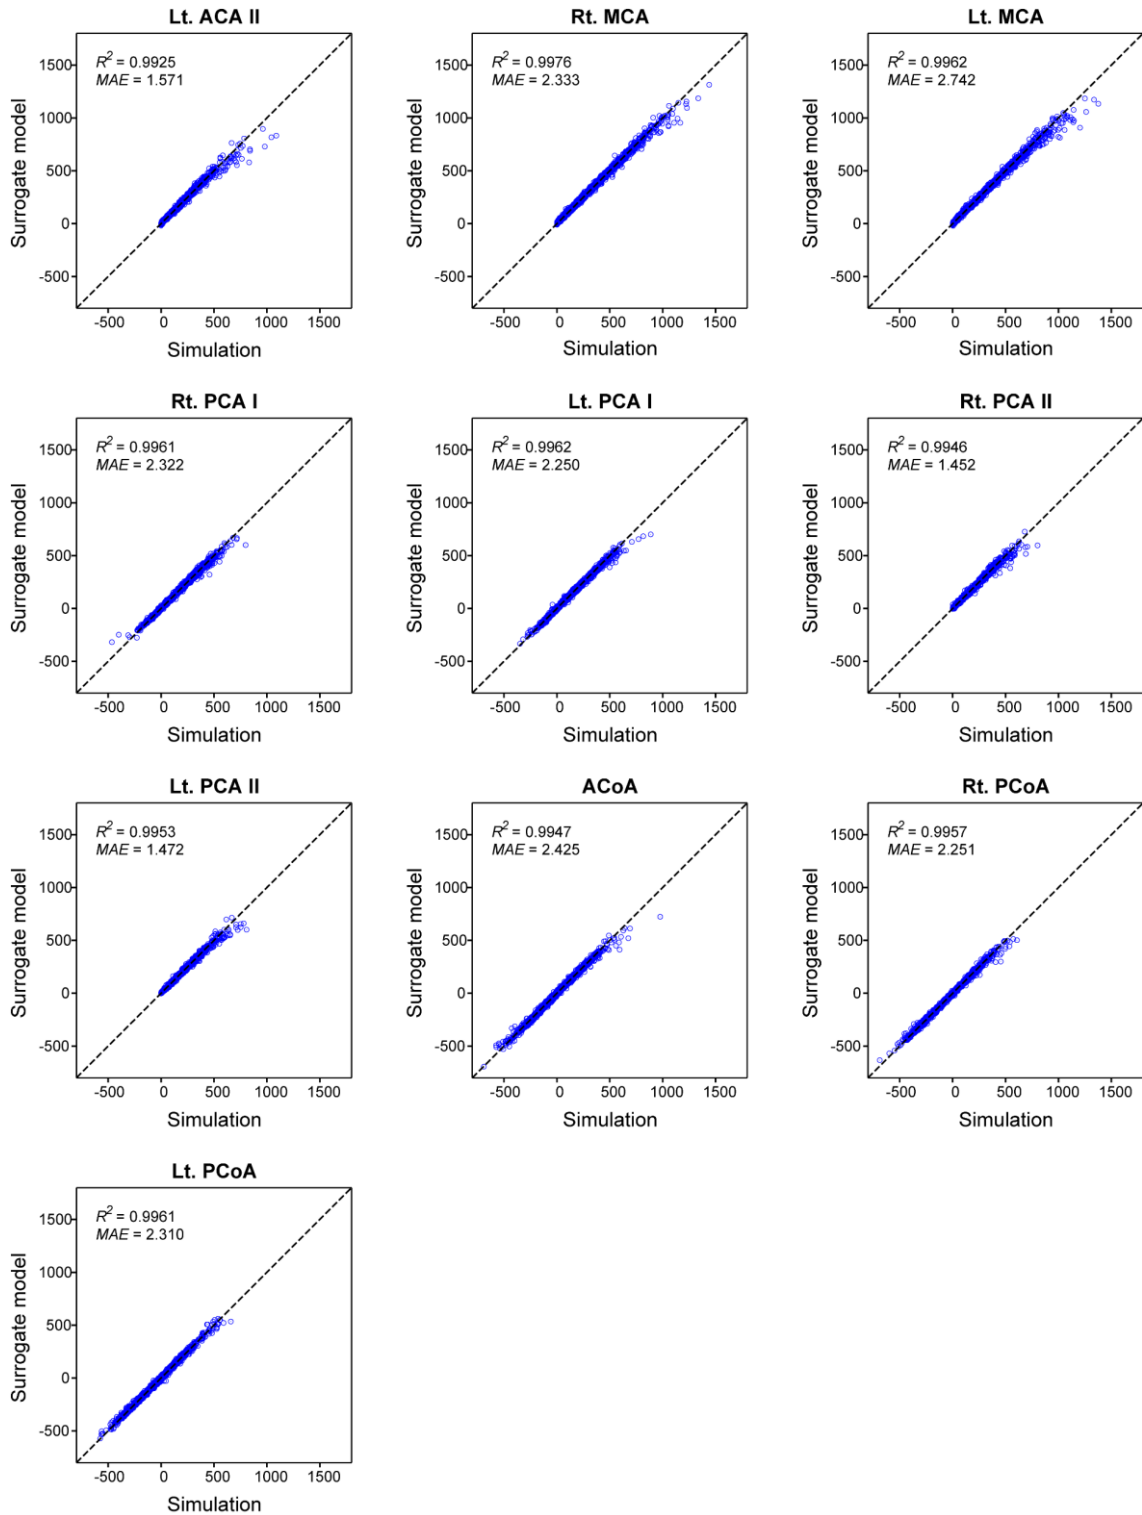 Lt. ACA II
R² = 0.9925
MAE = 1.571
1500
1000
500
0
-500
-500 0 500 1000 1500
Surrogate model
Simulation
Rt. MCA
R² = 0.9976
MAE = 2.333
1500
1000
500
0
-500
-500 0 500 1000 1500
Surrogate model
Simulation
Lt. MCA
R² = 0.9962
MAE = 2.742
1500
1000
500
0
-500
-500 0 500 1000 1500
Surrogate model
Simulation
Rt. PCA I
R² = 0.9961
MAE = 2.322
1500
1000
500
0
-500
-500 0 500 1000 1500
Surrogate model
Simulation
Lt. PCA I
R² = 0.9962
MAE = 2.250
1500
1000
500
0
-500
-500 0 500 1000 1500
Surrogate model
Simulation
Rt. PCA II
R² = 0.9946
MAE = 1.452
1500
1000
500
0
-500
-500 0 500 1000 1500
Surrogate model
Simulation
Lt. PCA II
R² = 0.9953
MAE = 1.472
1500
1000
500
0
-500
-500 0 500 1000 1500
Surrogate model
Simulation
ACoA
R² = 0.9947
MAE = 2.425
1500
1000
500
0
-500
-500 0 500 1000 1500
Surrogate model
Simulation
Rt. PCoA
R² = 0.9957
MAE = 2.251
1500
1000
500
0
-500
-500 0 500 1000 1500
Surrogate model
Simulation
Lt. PCoA
R² = 0.9961
MAE = 2.310
1500
1000
500
0
-500
-500 0 500 1000 1500
Surrogate model
Simulation